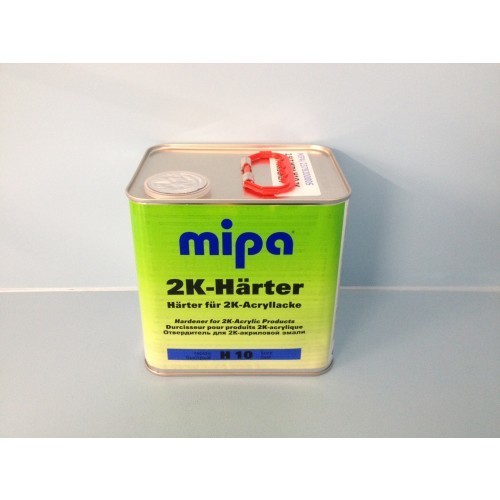 mipa
2K-Härter
Härter für 2K-Acryllacke
Hardener for 2K-Acrylic Products
Durcisseur pour produits 2K-acrylique
Отвердитель для 2K-акриловой эмали
H 10